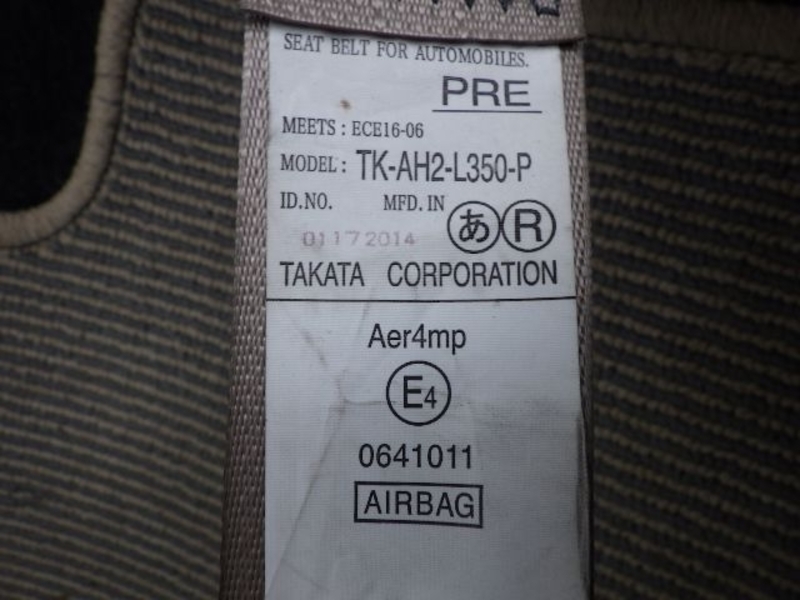 SEAT BELT FOR AUTOMOBILES.
PRE
MEETS : ECE16-06
MODEL : TK-AH2-L350-P
ID.NO. MFD. IN あ R
01172014
TAKATA CORPORATION
Aer4mp
E4
0641011
AIRBAG